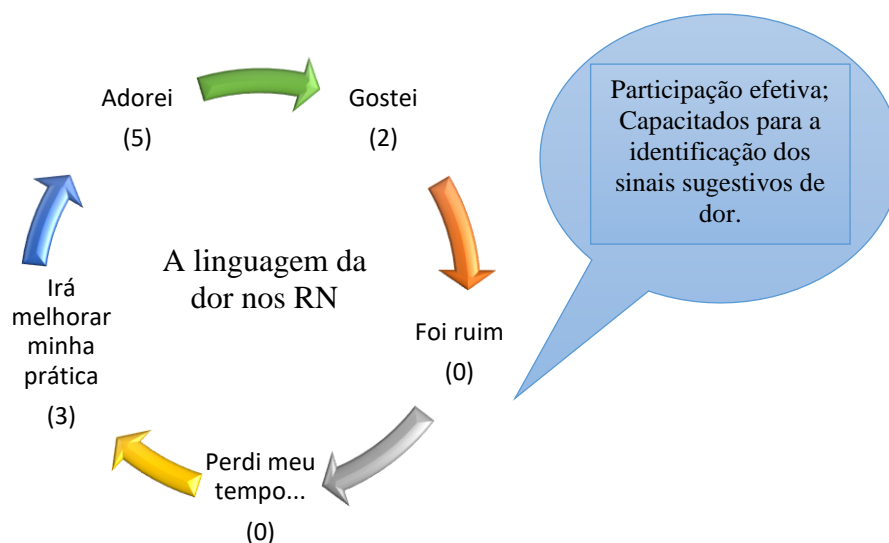 Adorei
(5)
Gostei
(2)
Foi ruim
(0)
Perdi meu
tempo...
(0)
Irá
melhorar
minha
prática
(3)
A linguagem da
dor nos RN
Participação efetiva;
Capacitados para a
identificação dos
sinais sugestivos de
dor.